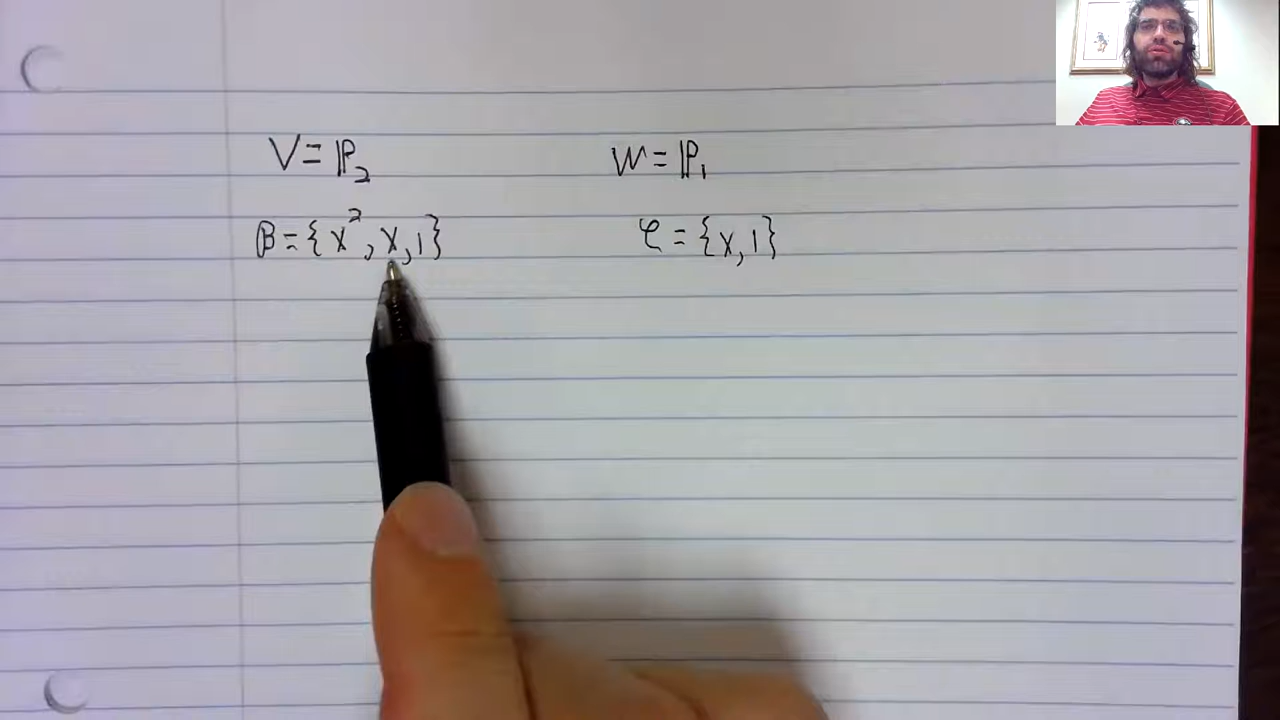 V = ℙ₂
W = ℙ₁
β = {x², x, 1}
𝒞 = {x, 1}